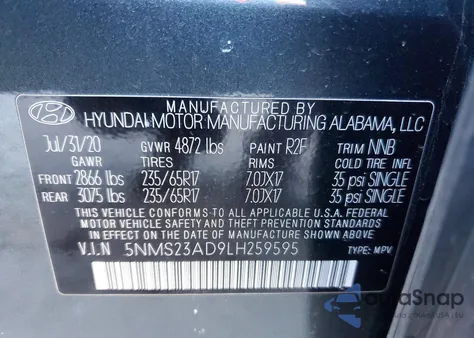 MANUFACTURED BY
HYUNDAI MOTOR MANUFACTURING ALABAMA, LLC
Jul/31/20 GVWR 4872 lbs PAINT R2F TRIM NNB
GAWR TIRES RIMS COLD TIRE INFL
FRONT 2866 lbs 235/65R17 7.0JX17 35 psi SINGLE
REAR 3075 lbs 235/65R17 7.0JX17 35 psi SINGLE
THIS VEHICLE CONFORMS TO ALL APPLICABLE U.S.A FEDERAL
MOTOR VEHICLE SAFETY AND THEFT PREVENTION STANDARDS
IN EFFECT ON THE DATE OF MANUFACTURE SHOWN ABOVE.
V.I.N 5NMS23AD9LH259595 TYPE: MPV
AutoSnap